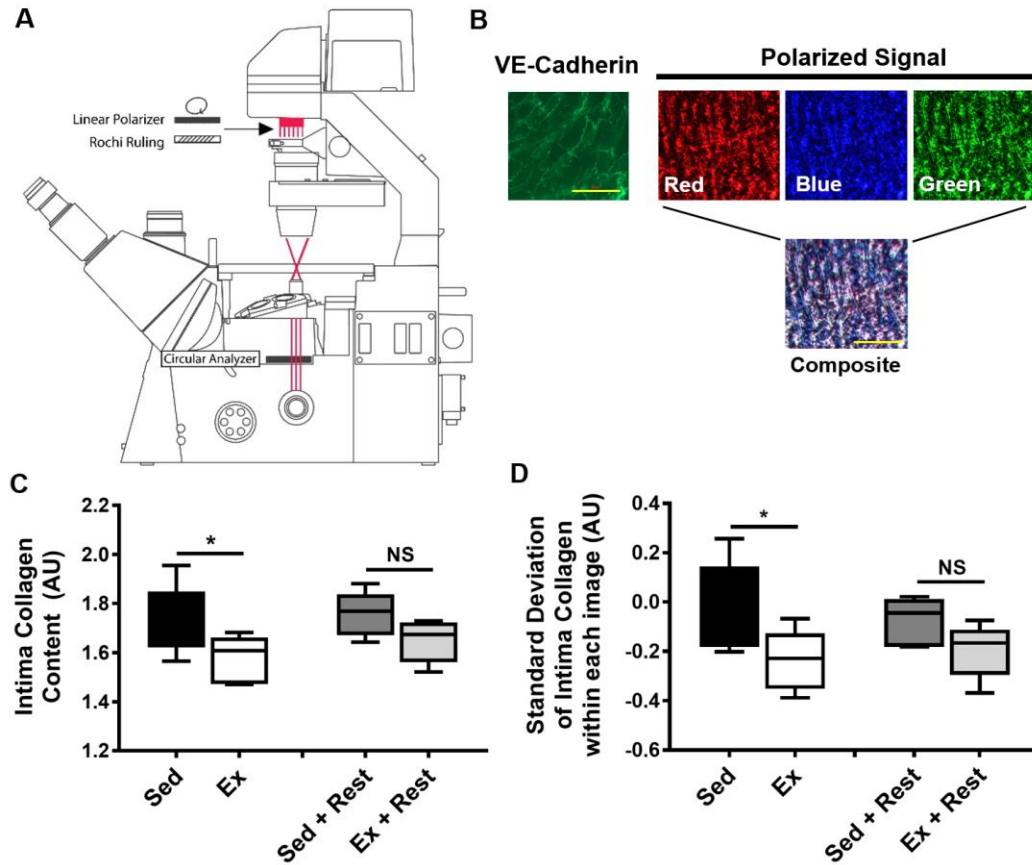 A
Linear Polarizer
Rochi Ruling
Circular Analyzer
B
VE-Cadherin
Polarized Signal
Red
Blue
Green
Composite
C
Intima Collagen
Content (AU)
2.2
2.0
1.8
1.6
1.4
1.2
*
NS
Sed
Ex
Sed + Rest
Ex + Rest
D
Standard Deviation
of Intima Collagen
within each image (AU)
0.4
0.2
0.0
-0.2
-0.4
-0.6
*
NS
Sed
Ex
Sed + Rest
Ex + Rest